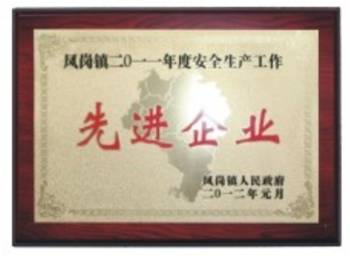 凤岗镇二〇一一年度安全生产工作
先进企业
凤岗镇人民政府
二〇一二年元月